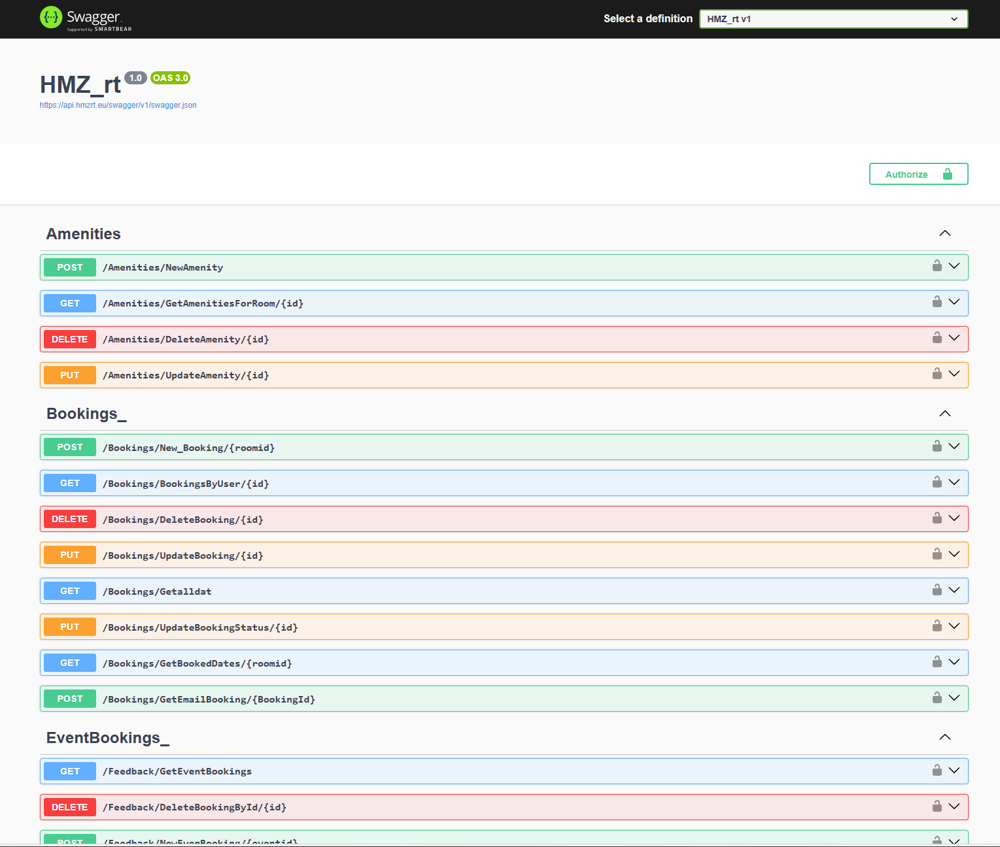 Swagger.
Supported by SMARTBEAR
Select a definition
HMZ_rt v1
HMZ_rt 1.0 OAS 3.0
https://api.hmzrt.eu/swagger/v1/swagger.json
Authorize
Amenities
POST /Amenities/NewAmenity
GET /Amenities/GetAmenitiesForRoom/{id}
DELETE /Amenities/DeleteAmenity/{id}
PUT /Amenities/UpdateAmenity/{id}
Bookings_
POST /Bookings/New_Booking/{roomid}
GET /Bookings/BookingsByUser/{id}
DELETE /Bookings/DeleteBooking/{id}
PUT /Bookings/UpdateBooking/{id}
GET /Bookings/Getalldat
PUT /Bookings/UpdateBookingStatus/{id}
GET /Bookings/GetBookedDates/{roomid}
POST /Bookings/GetEmailBooking/{BookingId}
EventBookings_
GET /Feedback/GetEventBookings
DELETE /Feedback/DeleteBookingById/{id}
POST /Feedback/NewEvenBooking/{eventid}